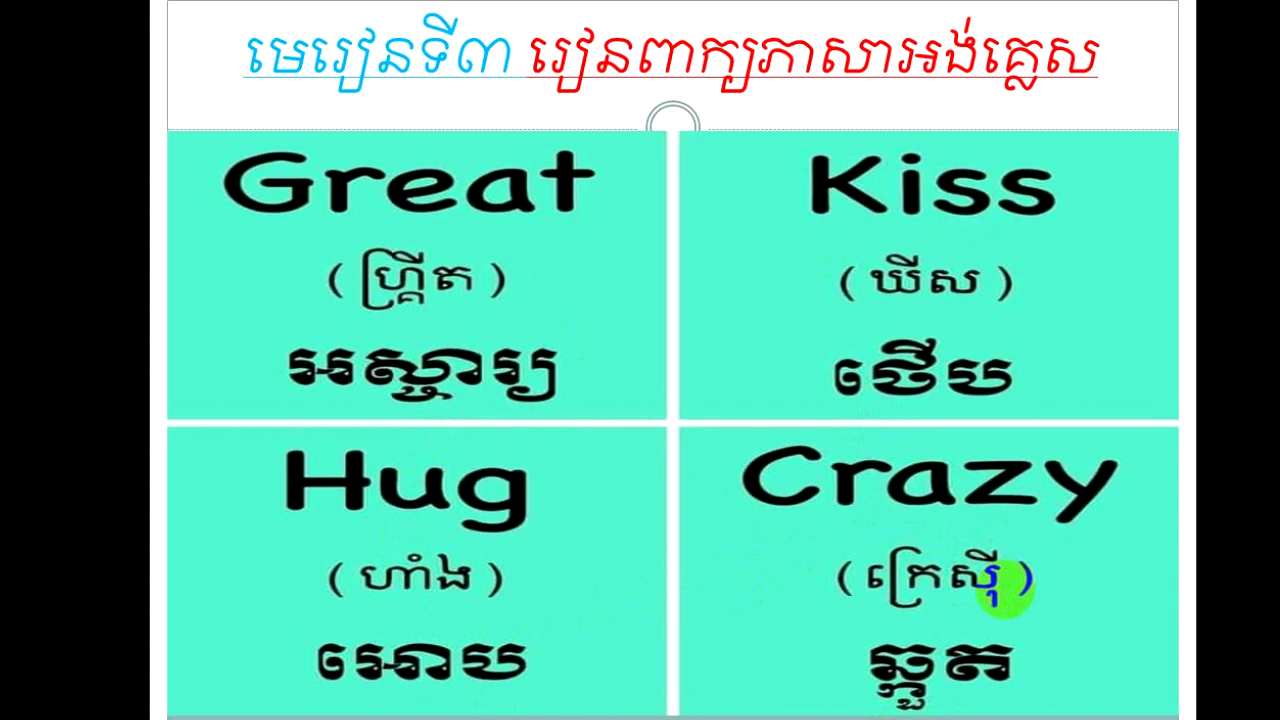 មេរៀនទី៣ រៀនពាក្យភាសាអង់គ្លេស
Great
( ហ្គ្រីត )
អស្ចារ្យ
Kiss
( ឃីស )
ថើប
Hug
( ហាំង )
អោប
Crazy
( ក្រេស៊ី )
ឆ្កួត